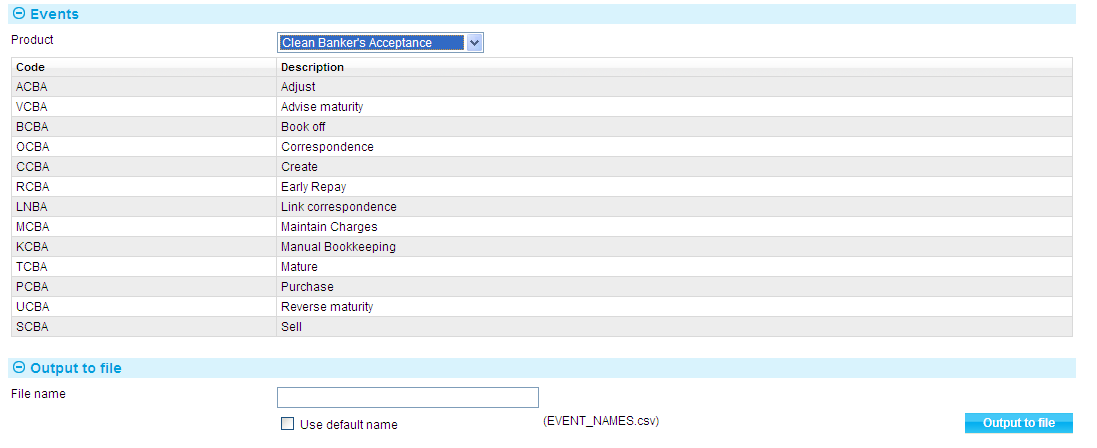 Events
Product Clean Banker's Acceptance
Code Description
ACBA Adjust
VCBA Advise maturity
BCBA Book off
OCBA Correspondence
CCBA Create
RCBA Early Repay
LNBA Link correspondence
MCBA Maintain Charges
KCBA Manual Bookkeeping
TCBA Mature
PCBA Purchase
UCBA Reverse maturity
SCBA Sell
Output to file
File name
Use default name (EVENT_NAMES.csv) Output to file